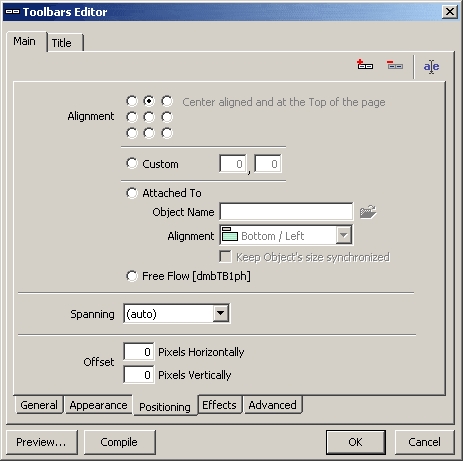 Toolbars Editor
Main Title
a/e
Alignment Center aligned and at the Top of the page
Custom 0 , 0
Attached To
Object Name
Alignment Bottom / Left
Keep Object's size synchronized
Free Flow [dmbTB1ph]
Spanning (auto)
Offset
0 Pixels Horizontally
0 Pixels Vertically
General Appearance Positioning Effects Advanced
Preview... Compile OK Cancel